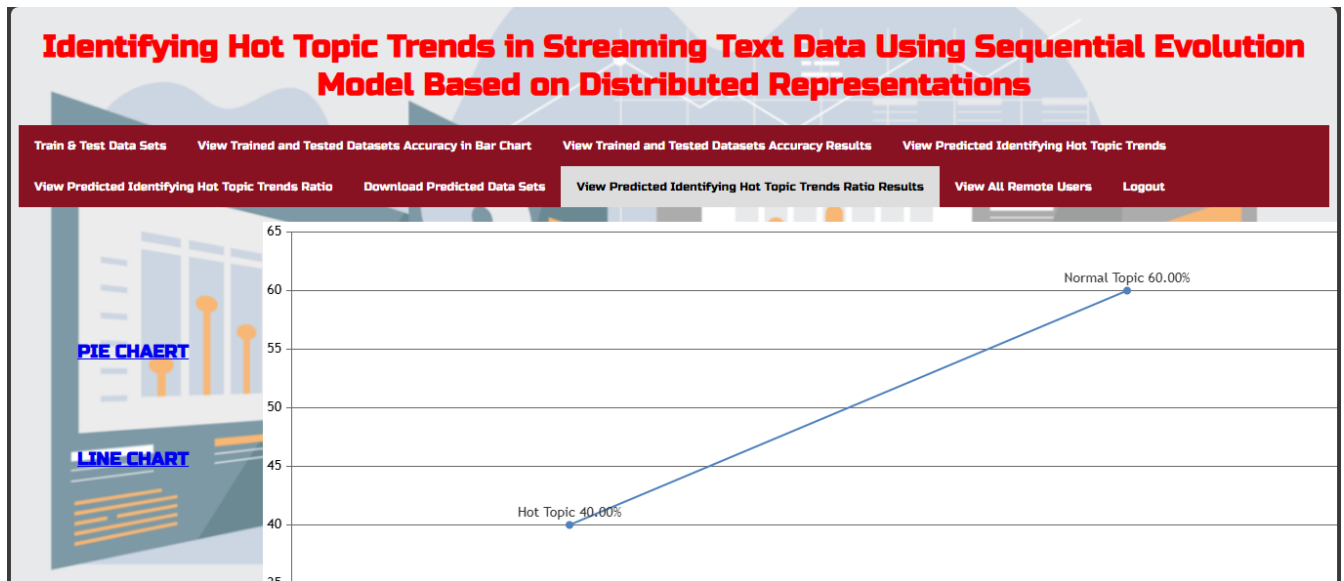 Identifying Hot Topic Trends in Streaming Text Data Using Sequential Evolution
Model Based on Distributed Representations
Train & Test Data Sets View Trained and Tested Datasets Accuracy in Bar Chart View Trained and Tested Datasets Accuracy Results View Predicted Identifying Hot Topic Trends
View Predicted Identifying Hot Topic Trends Ratio Download Predicted Data Sets View Predicted Identifying Hot Topic Trends Ratio Results View All Remote Users Logout
65
Normal Topic 60.00%
60
PIE CHAERT
55
50
LINE CHART
45
Hot Topic 40.00%
40